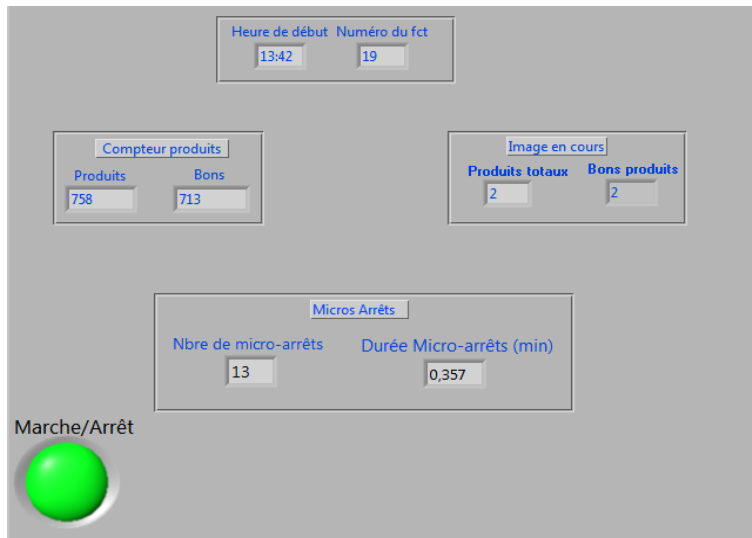 Heure de début Numéro du fct
13:42 19
Compteur produits
Produits Bons
758 713
Image en cours
Produits totaux Bons produits
2 2
Micros Arrêts
Nbre de micro-arrêts Durée Micro-arrêts (min)
13 0,357
Marche/Arrêt